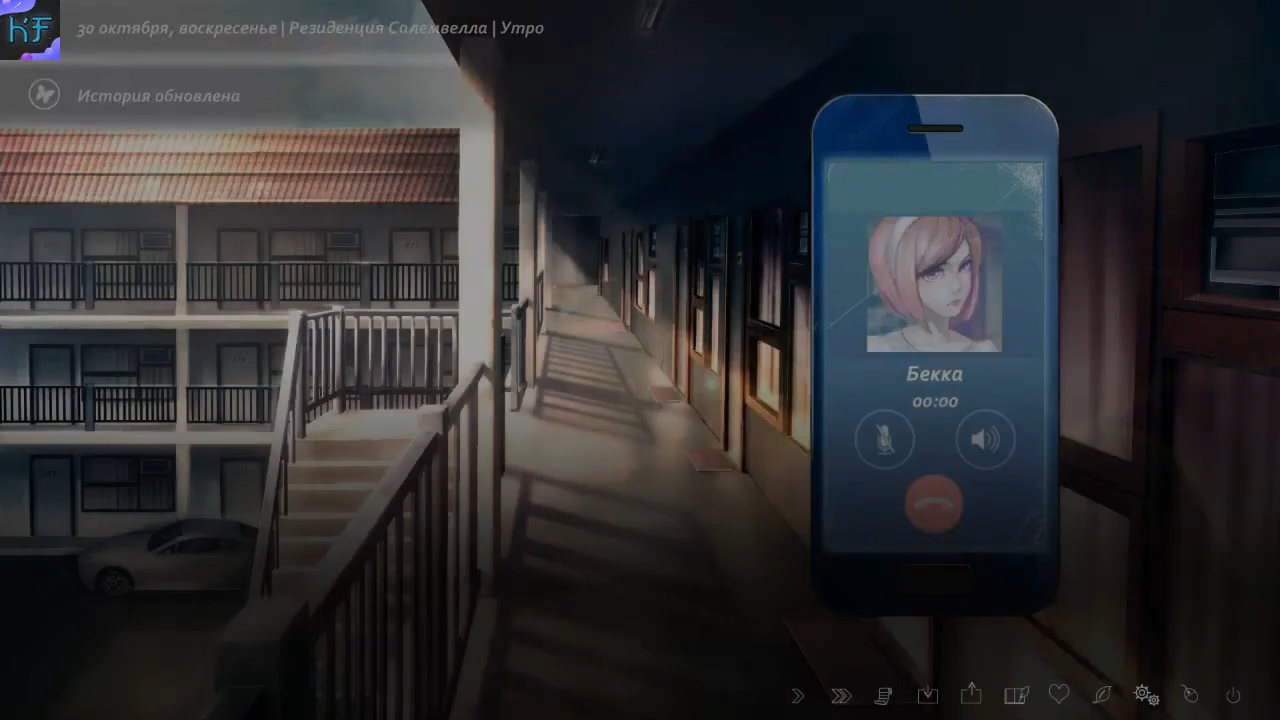 30 октября, воскресенье | Резиденция Салемвелла | Утро
История обновлена
Бекка
00:00